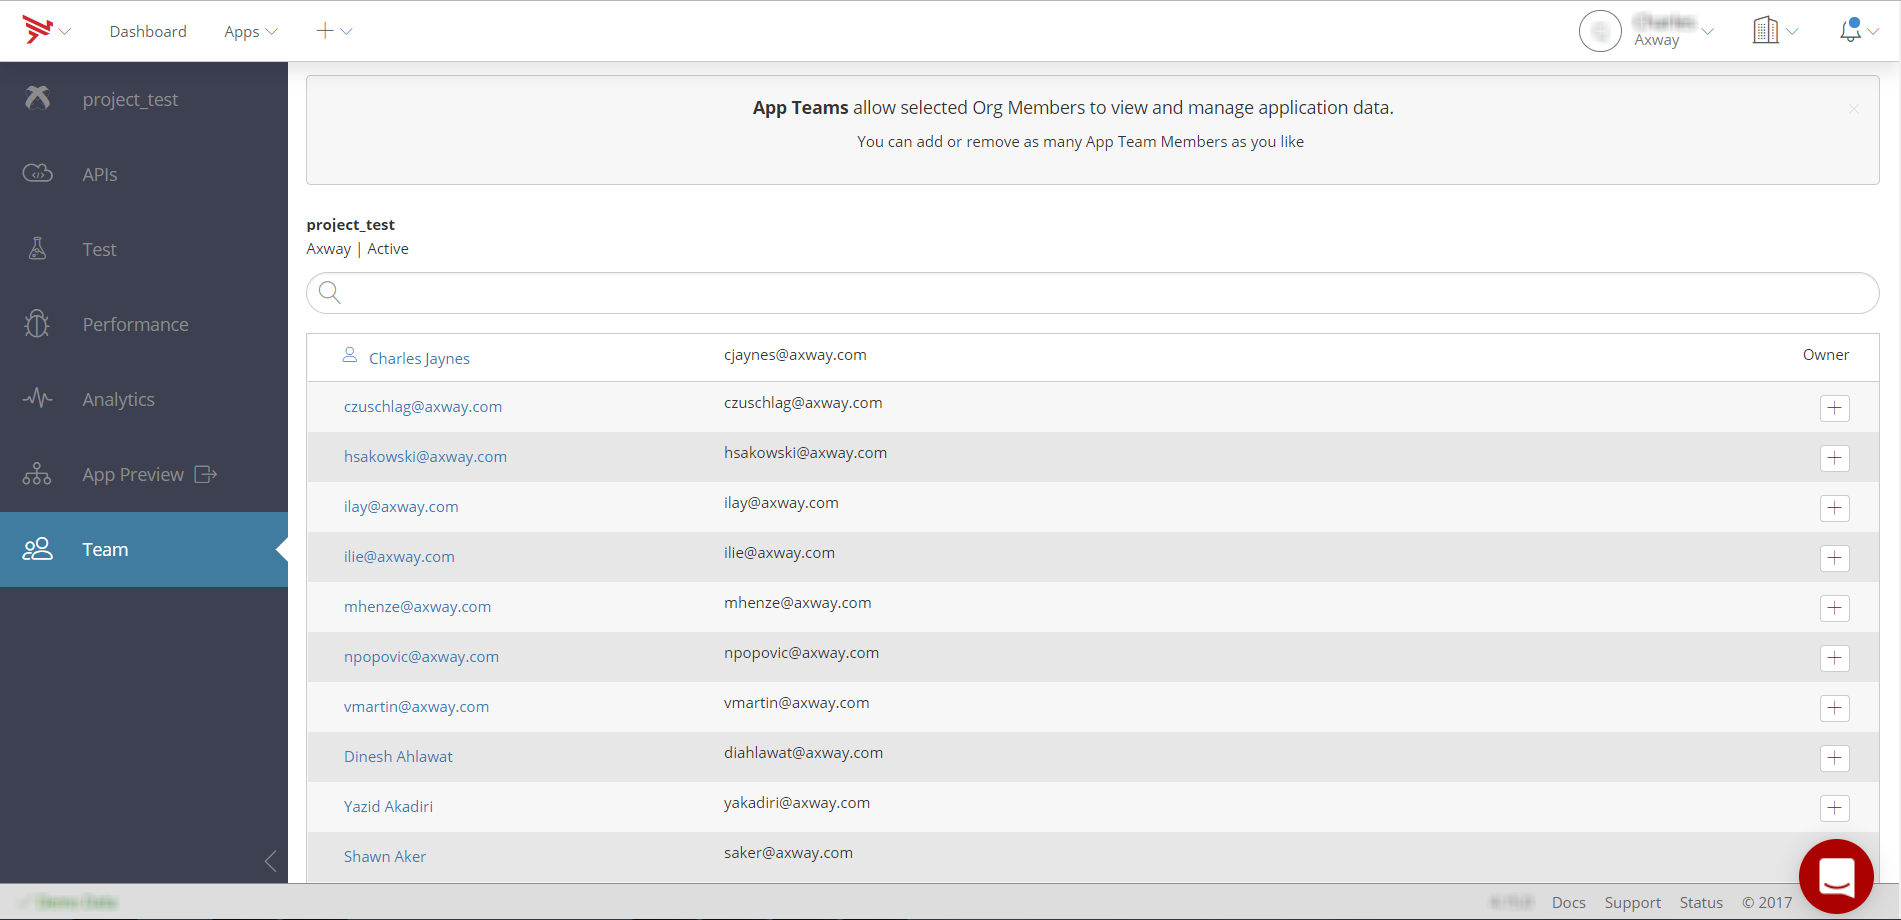 Dashboard Apps
Axway
project_test
APIs
Test
Performance
Analytics
App Preview
Team
App Teams allow selected Org Members to view and manage application data.
You can add or remove as many App Team Members as you like
project_test
Axway | Active
Charles Jaynes cjaynes@axway.com Owner
czuschlag@axway.com czuschlag@axway.com
hsakowski@axway.com hsakowski@axway.com
ilay@axway.com ilay@axway.com
ilie@axway.com ilie@axway.com
mhenze@axway.com mhenze@axway.com
npopovic@axway.com npopovic@axway.com
vmartin@axway.com vmartin@axway.com
Dinesh Ahlawat diahlawat@axway.com
Yazid Akadiri yakadiri@axway.com
Shawn Aker saker@axway.com
Docs Support Status © 2017